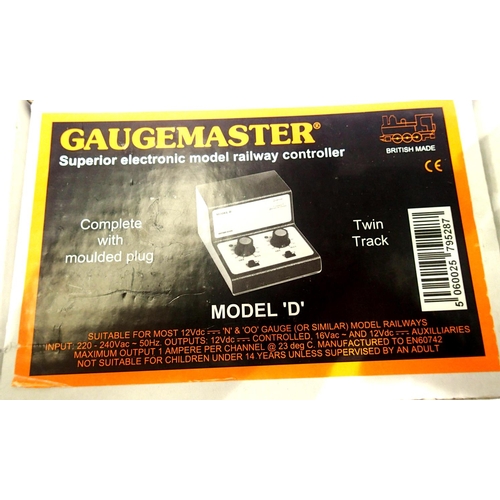 GAUGEMASTER®
Superior electronic model railway controller
BRITISH MADE
CE
Complete
with
moulded plug
Twin
Track
MODEL 'D'
5 060025 795287
SUITABLE FOR MOST 12Vdc ⎓ 'N' & 'OO' GAUGE (OR SIMILAR) MODEL RAILWAYS
INPUT: 220 - 240Vac ~ 50Hz. OUTPUTS: 12Vdc ⎓ CONTROLLED, 16Vac ~ AND 12Vdc ⎓ AUXILLIARIES
MAXIMUM OUTPUT 1 AMPERE PER CHANNEL @ 23 deg C. MANUFACTURED TO EN60742
NOT SUITABLE FOR CHILDREN UNDER 14 YEARS UNLESS SUPERVISED BY AN ADULT